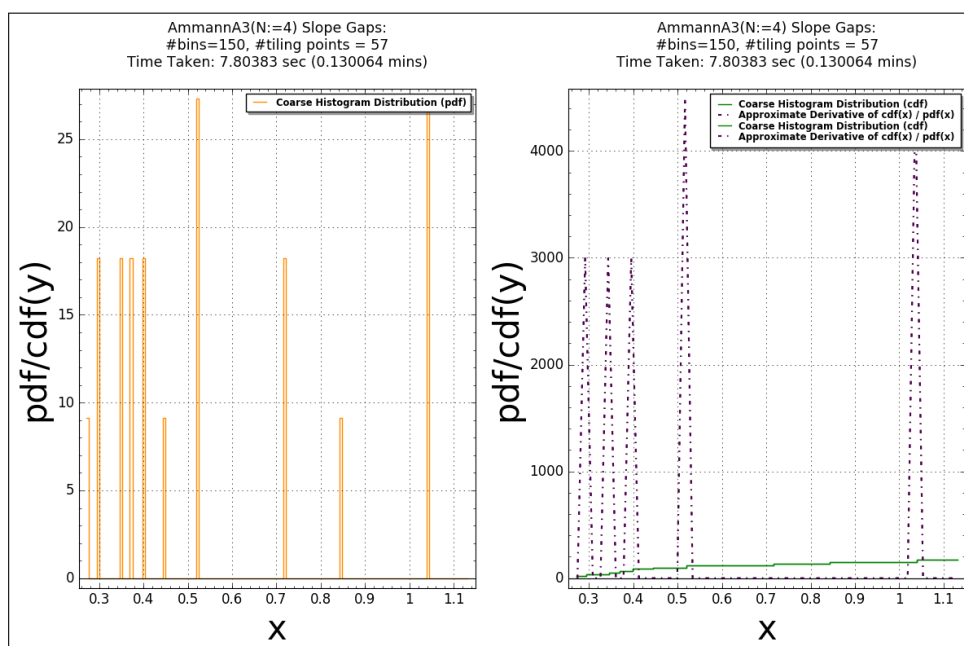 AmmannA3(N:=4) Slope Gaps:
#bins=150, #tiling points = 57
Time Taken: 7.80383 sec (0.130064 mins)
Coarse Histogram Distribution (pdf)
25
20
15
10
5
0
0.3 0.4 0.5 0.6 0.7 0.8 0.9 1 1.1
pdf/cdf(y)
x
AmmannA3(N:=4) Slope Gaps:
#bins=150, #tiling points = 57
Time Taken: 7.80383 sec (0.130064 mins)
Coarse Histogram Distribution (cdf)
Approximate Derivative of cdf(x) / pdf(x)
Coarse Histogram Distribution (cdf)
Approximate Derivative of cdf(x) / pdf(x)
4000
3000
2000
1000
0
0.3 0.4 0.5 0.6 0.7 0.8 0.9 1 1.1
pdf/cdf(y)
x